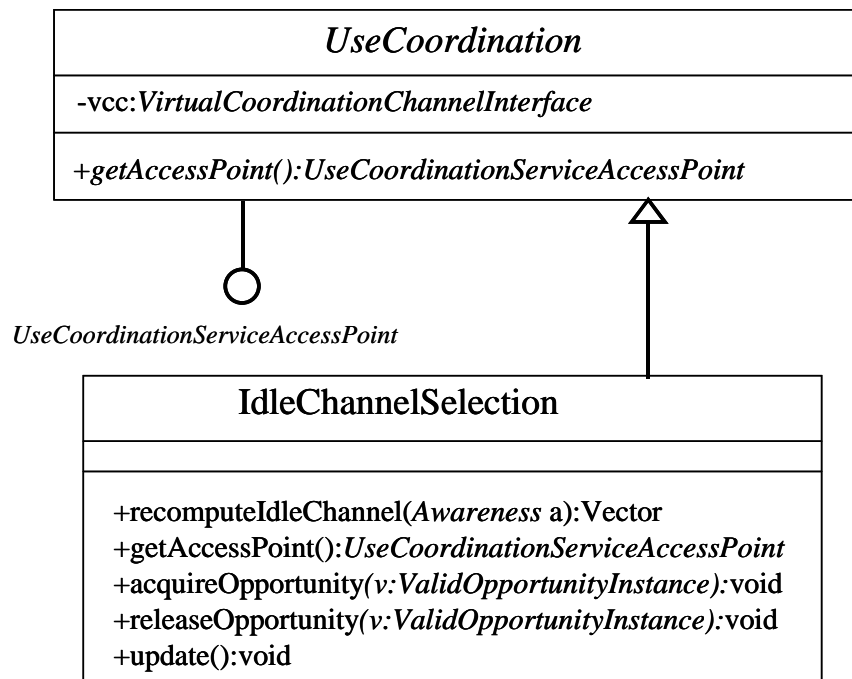 UseCoordination
-vcc:VirtualCoordinationChannelInterface
+getAccessPoint():UseCoordinationServiceAccessPoint
UseCoordinationServiceAccessPoint
IdleChannelSelection
+recomputeIdleChannel(Awareness a):Vector
+getAccessPoint():UseCoordinationServiceAccessPoint
+acquireOpportunity(v:ValidOpportunityInstance):void
+releaseOpportunity(v:ValidOpportunityInstance):void
+update():void